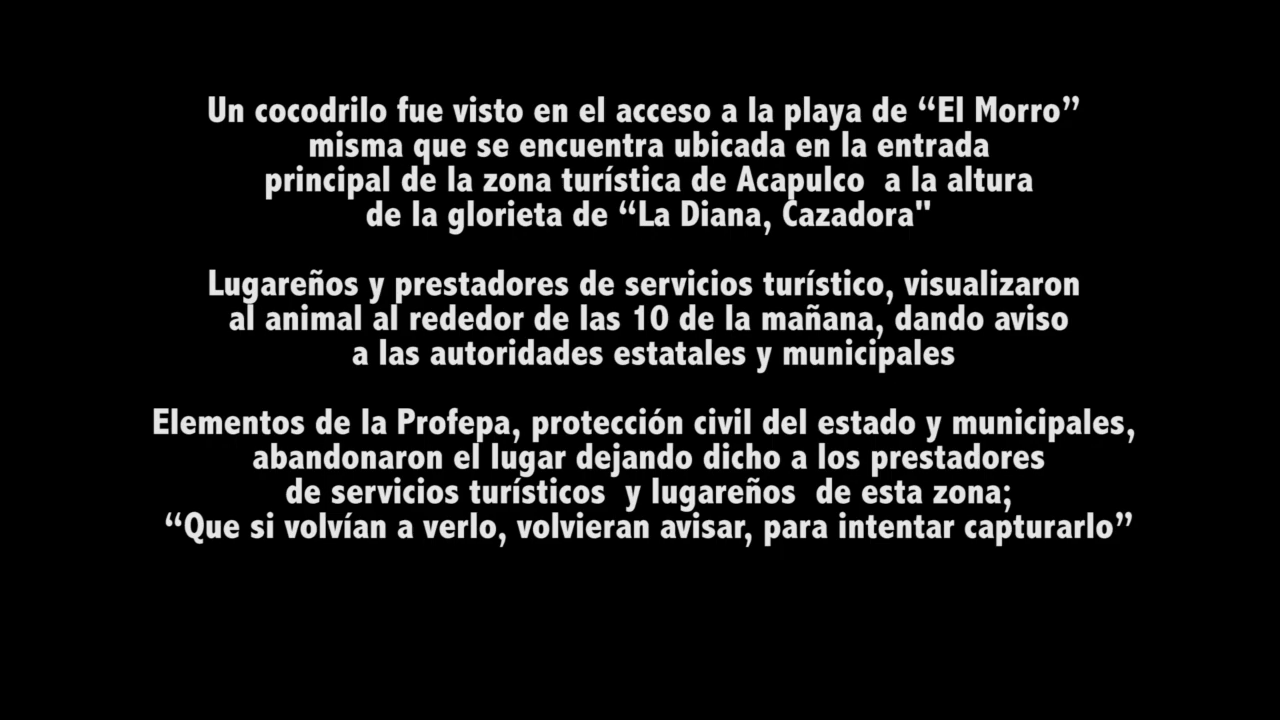 Un cocodrilo fue visto en el acceso a la playa de “El Morro”
misma que se encuentra ubicada en la entrada
principal de la zona turística de Acapulco  a la altura
de la glorieta de “La Diana, Cazadora"
Lugareños y prestadores de servicios turístico, visualizaron
al animal al rededor de las 10 de la mañana, dando aviso
a las autoridades estatales y municipales
Elementos de la Profepa, protección civil del estado y municipales,
abandonaron el lugar dejando dicho a los prestadores
de servicios turísticos  y lugareños  de esta zona;
“Que si volvían a verlo, volvieran avisar, para intentar capturarlo”